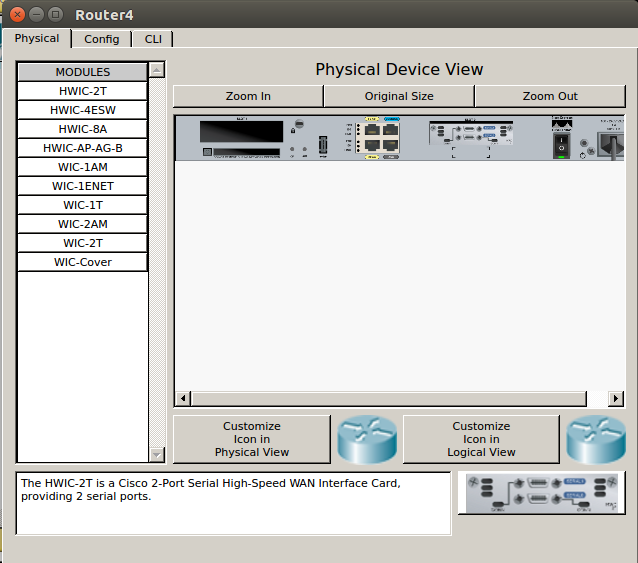 Router4
Physical
Config
CLI
MODULES
HWIC-2T
HWIC-4ESW
HWIC-8A
HWIC-AP-AG-B
WIC-1AM
WIC-1ENET
WIC-1T
WIC-2AM
WIC-2T
WIC-Cover
Physical Device View
Zoom In
Original Size
Zoom Out
Customize
Icon in
Physical View
Customize
Icon in
Logical View
The HWIC-2T is a Cisco 2-Port Serial High-Speed WAN Interface Card,
providing 2 serial ports.